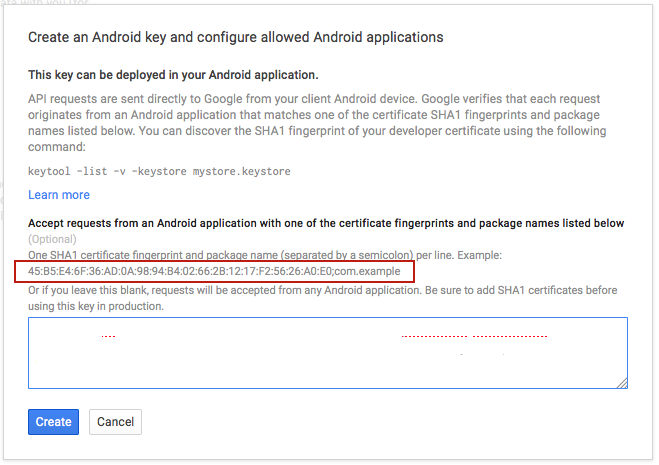 Create an Android key and configure allowed Android applications
This key can be deployed in your Android application.
API requests are sent directly to Google from your client Android device. Google verifies that each request
originates from an Android application that matches one of the certificate SHA1 fingerprints and package
names listed below. You can discover the SHA1 fingerprint of your developer certificate using the following
command:
keytool -list -v -keystore mystore.keystore
Learn more
Accept requests from an Android application with one of the certificate fingerprints and package names listed below
(Optional)
One SHA1 certificate fingerprint and package name (separated by a semicolon) per line. Example:
45:B5:E4:6F:36:AD:0A:98:94:B4:02:66:2B:12:17:F2:56:26:A0:E0;com.example
Or if you leave this blank, requests will be accepted from any Android application. Be sure to add SHA1 certificates before
using this key in production.
Create Cancel